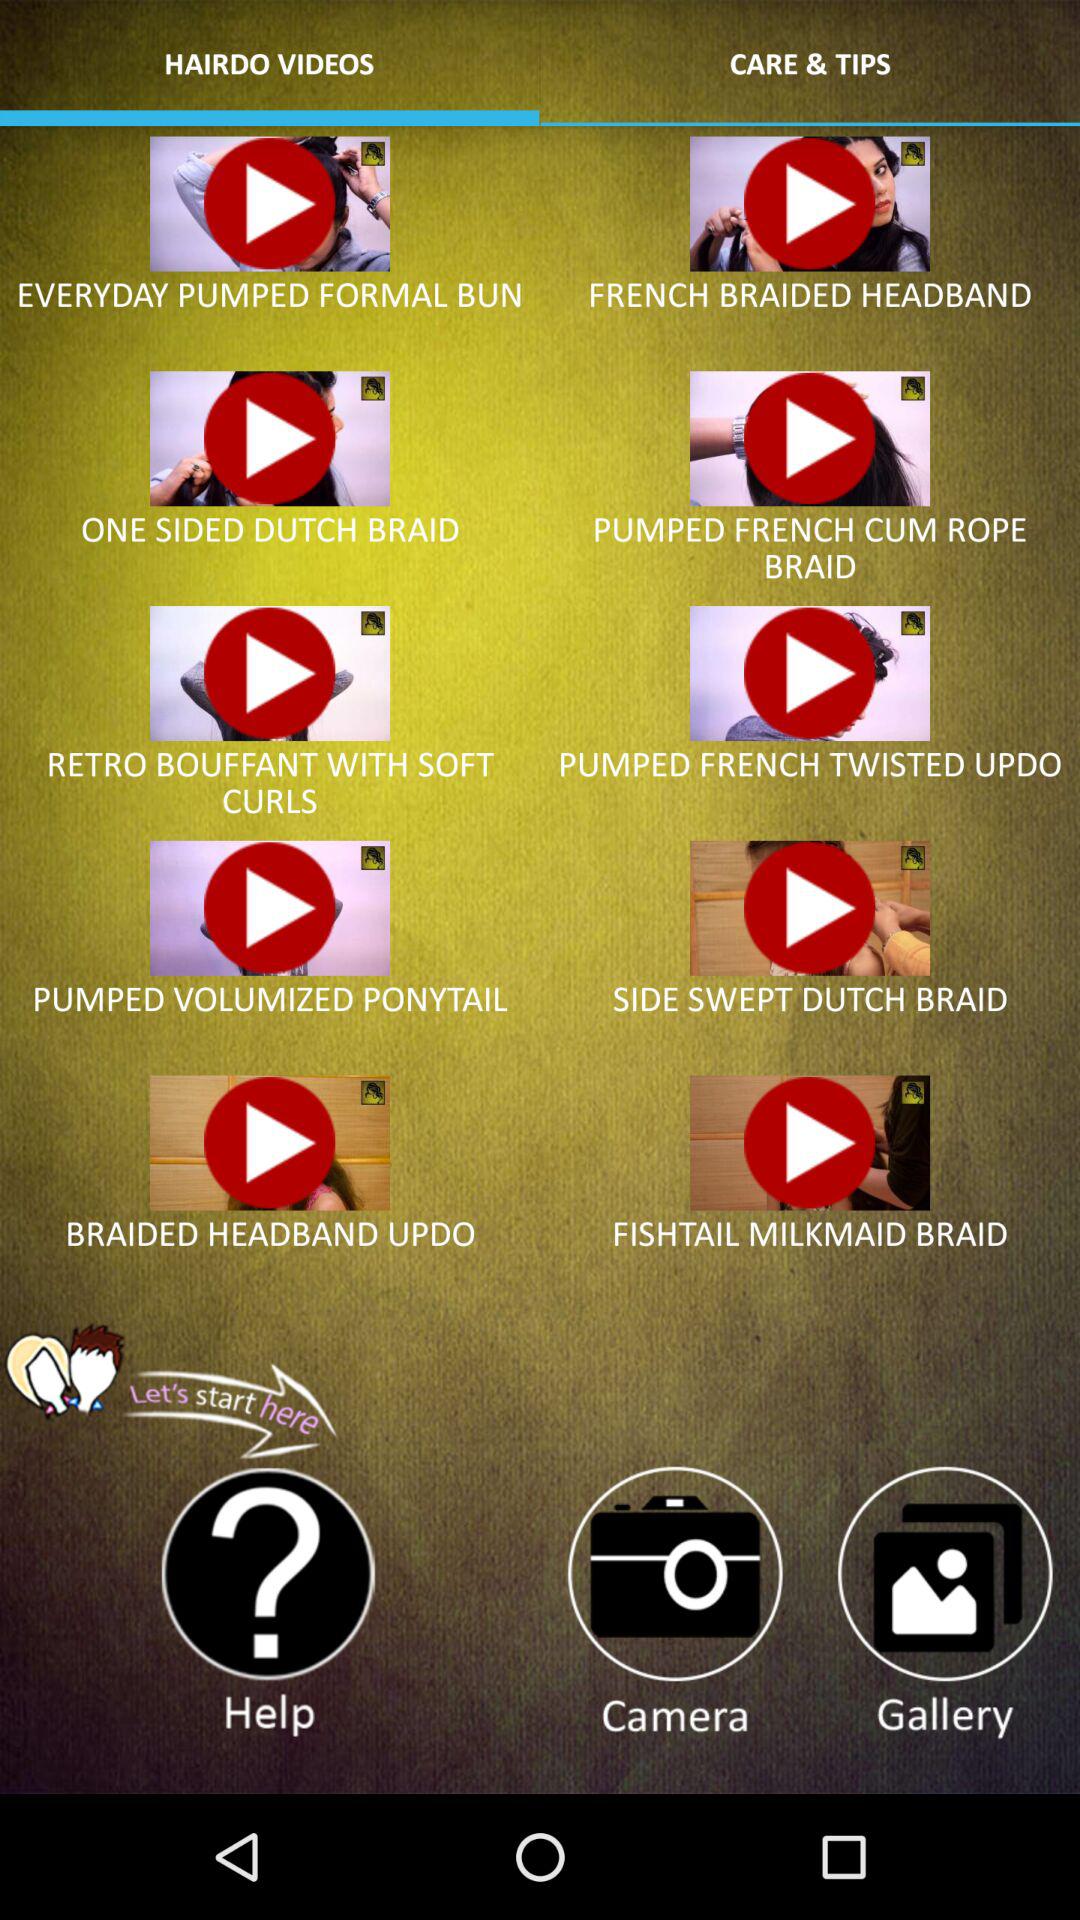 HAIRDO VIDEOS
CARE & TIPS
EVERYDAY PUMPED FORMAL BUN
FRENCH BRAIDED HEADBAND
ONE SIDED DUTCH BRAID
PUMPED FRENCH CUM ROPE
BRAID
RETRO BOUFFANT WITH SOFT
CURLS
PUMPED FRENCH TWISTED UPDO
PUMPED VOLUMIZED PONYTAIL
SIDE SWEPT DUTCH BRAID
BRAIDED HEADBAND UPDO
FISHTAIL MILKMAID BRAID
Let's start here
Help
Camera
Gallery